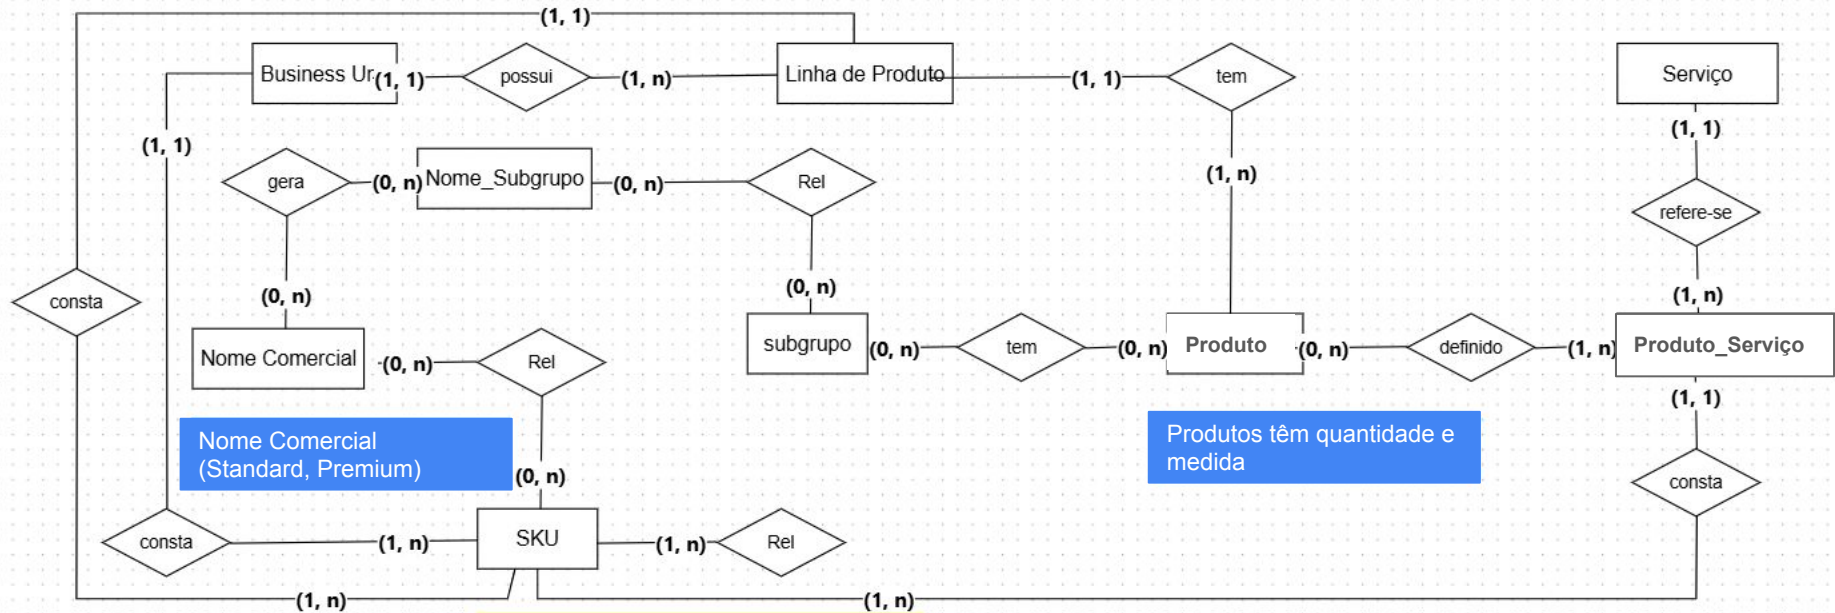 (1, 1)
Business Ur
(1, 1)
possui
(1, n)
Linha de Produto
(1, 1)
tem
Serviço
(1, 1)
(1, 1)
gera
(0, n)
Nome_Subgrupo
(0, n)
Rel
(1, n)
refere-se
consta
(0, n)
(0, n)
(1, n)
Nome Comercial
(0, n)
Rel
subgrupo
(0, n)
tem
(0, n)
Produto
(0, n)
definido
(1, n)
Produto_Serviço
(1, 1)
Nome Comercial
(Standard, Premium)
Produtos têm quantidade e
medida
(0, n)
consta
consta
(1, n)
SKU
(1, n)
Rel
(1, n)
(1, n)